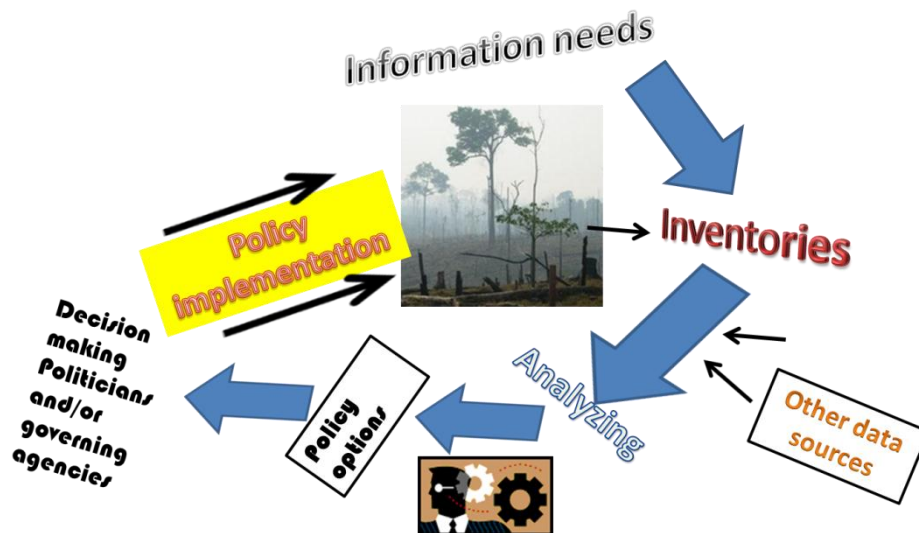 Information needs
Policy
implementation
Inventories
Decision
making
Politicians
and/or
governing
agencies
Policy
options
Analyzing
Other data
sources